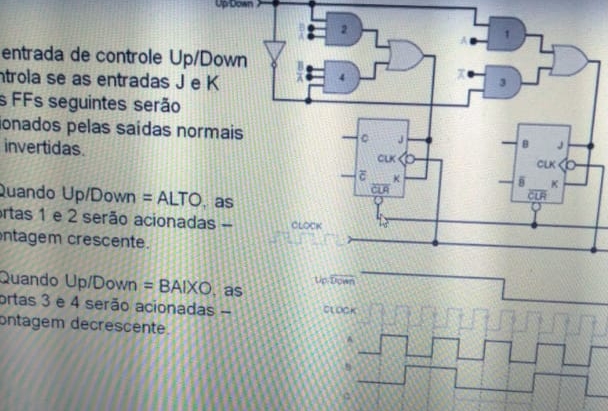 Up/Down
entrada de controle Up/Down
ntrola se as entradas J e K
s FFs seguintes serão
ionados pelas saídas normais
invertidas.
Quando Up/Down = ALTO, as
ortas 1 e 2 serão acionadas –
ontagem crescente.
Quando Up/Down = BAIXO, as
ortas 3 e 4 serão acionadas –
ontagem decrescente.
B
A
2
B
A
4
A
1
A
3
C
J
CLK
C
K
CLR
B
J
CLK
B
K
CLR
CLOCK
Up/Down
CLOCK
A
B
C